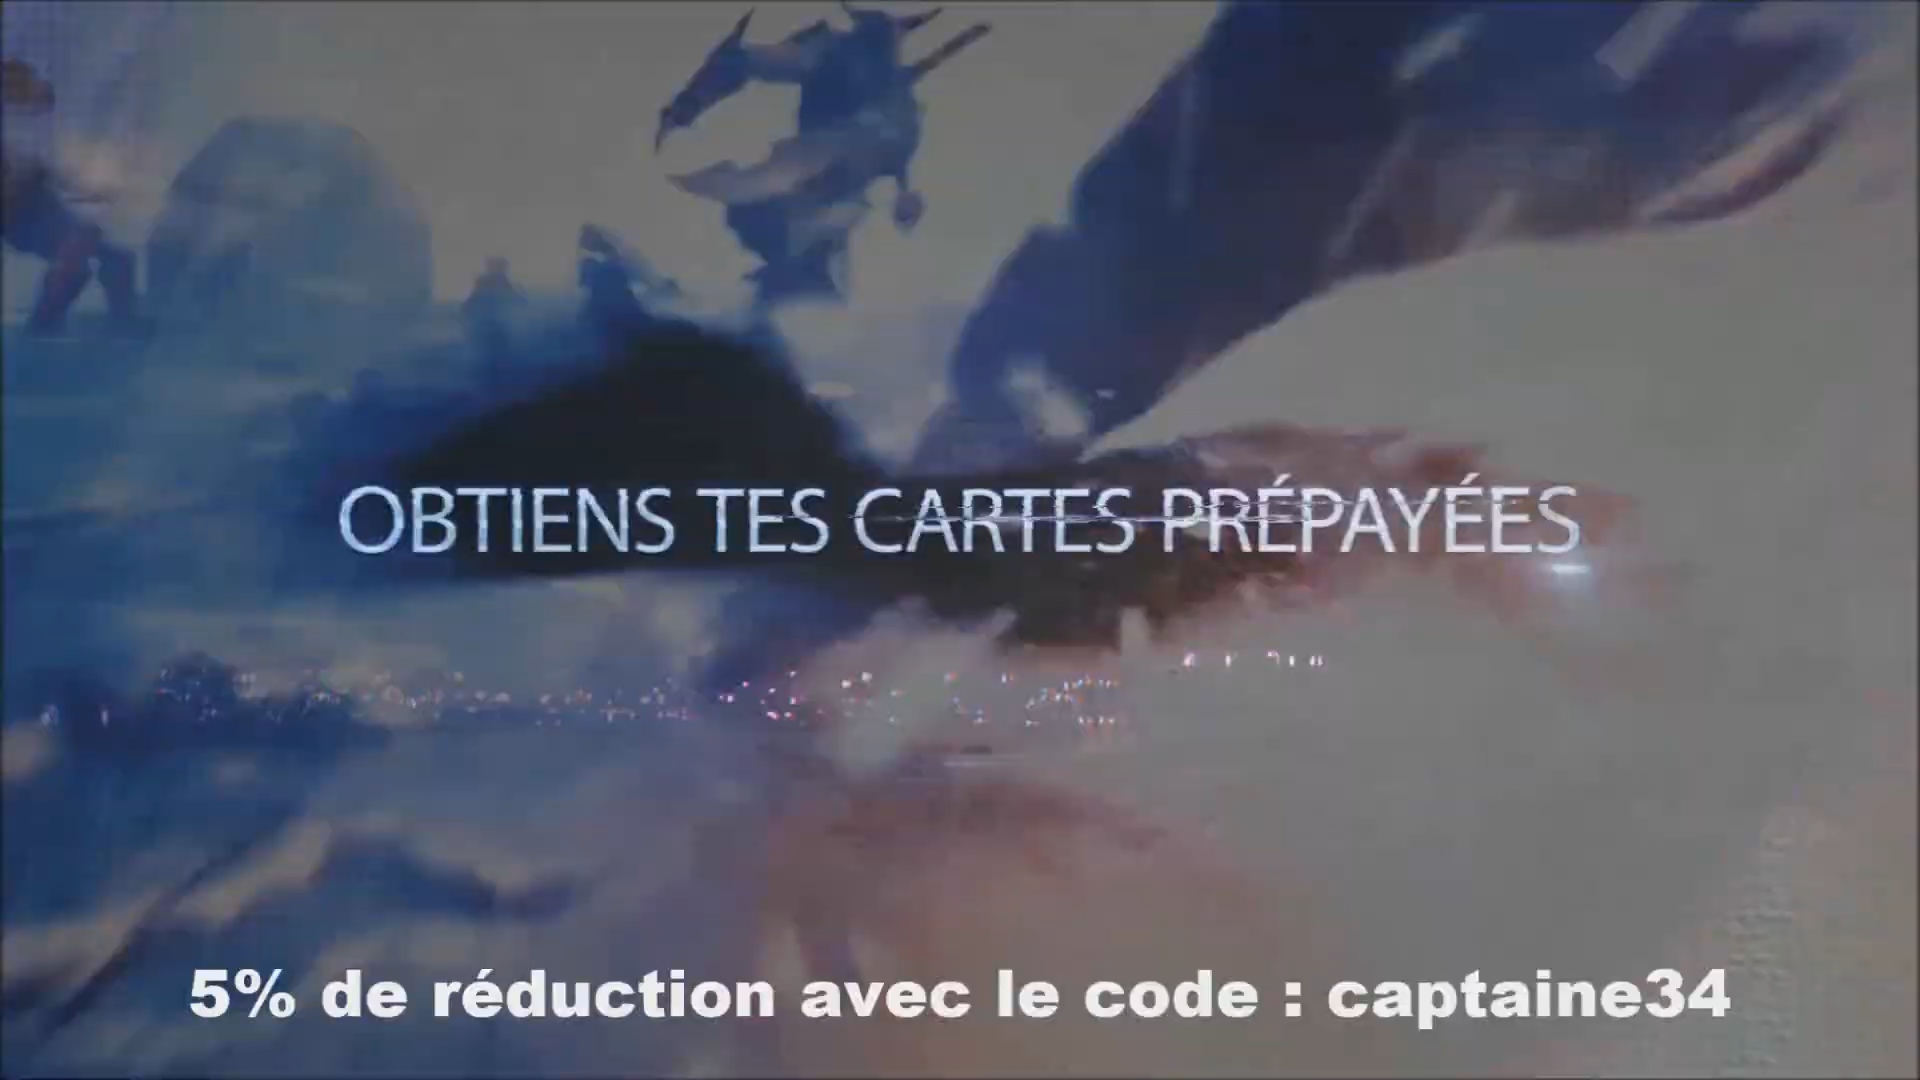 OBTIENS TES CARTES PRÉPAYÉES
5% de réduction avec le code : captaine34